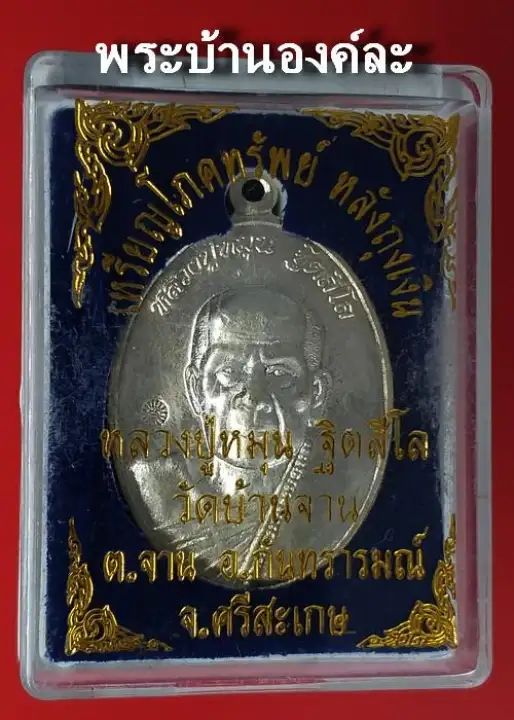 พระบ้านองค์ละ
เหรียญโภคทรัพย์ หลังถุงเงิน
หลวงปู่หมุน ฐิตสีโล
หลวงปู่หมุน ฐิตสีโล
วัดบ้านจาน
ต.จาน อ.กันทรารมณ์
จ.ศรีสะเกษ